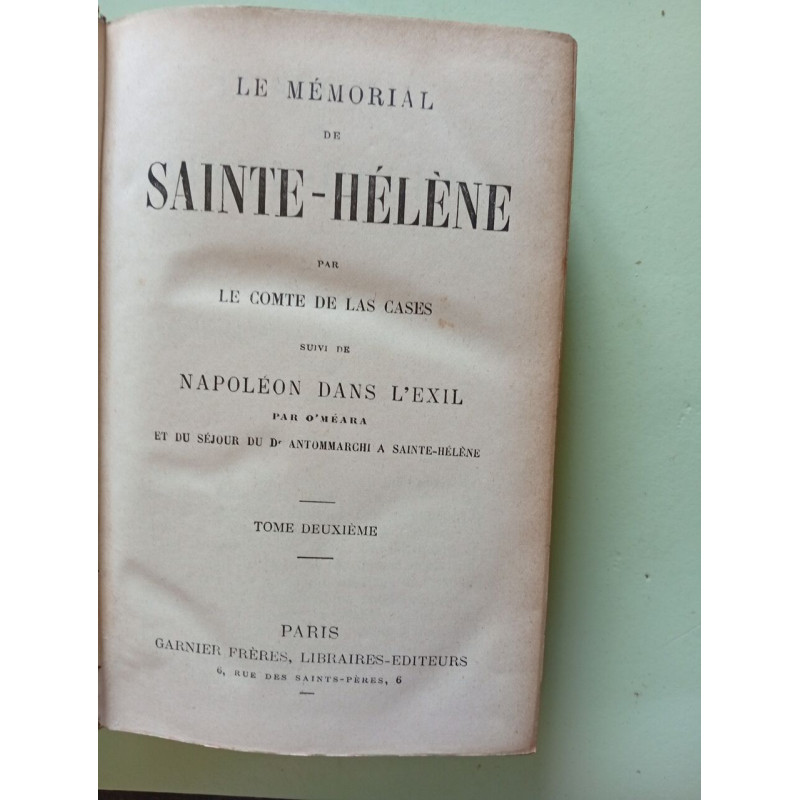 LE MÉMORIAL
DE
SAINTE-HÉLÈNE
PAR
LE COMTE DE LAS CASES
SUIVI DE
NAPOLÉON DANS L'EXIL
PAR O'MÉARA
ET DU SÉJOUR DU Dr ANTOMMARCHI A SAINTE-HÉLÈNE
TOME DEUXIÈME
PARIS
GARNIER FRÈRES, LIBRAIRES-EDITEURS
6, RUE DES SAINTS-PÈRES, 6